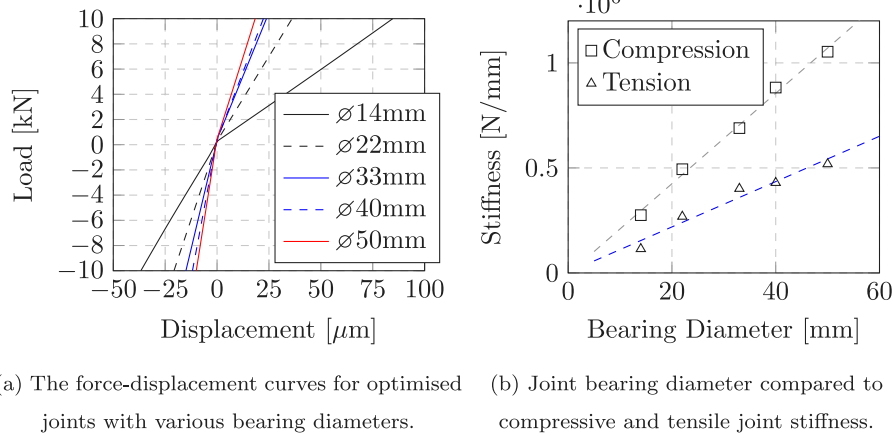 10
8
6
4
2
0
−2
−4
−6
−8
−10
Load [kN]
−50 −25 0 25 50 75 100
Displacement [μm]
∅14mm
∅22mm
∅33mm
∅40mm
∅50mm
(a) The force-displacement curves for optimised
joints with various bearing diameters.
1
0.5
0
Stiffness [N/mm]
Compression
Tension
0 20 40 60
Bearing Diameter [mm]
(b) Joint bearing diameter compared to
compressive and tensile joint stiffness.